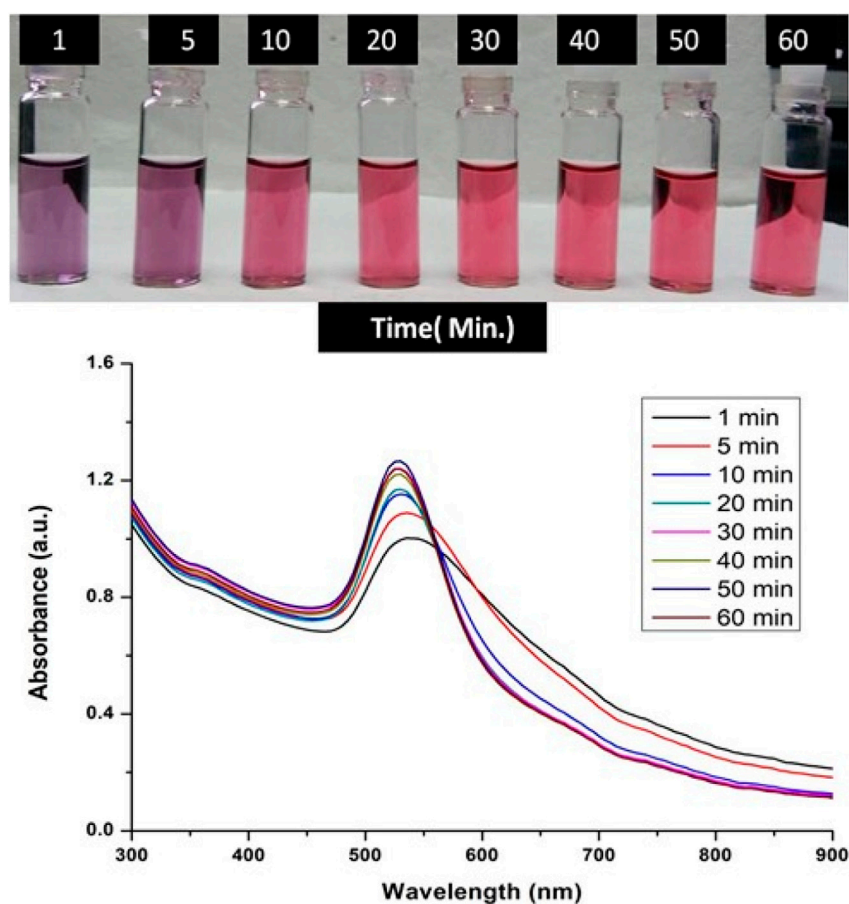 1 5 10 20 30 40 50 60
Time( Min.)
1.6
1.2
0.8
0.4
0.0
Absorbance (a.u.)
1 min
5 min
10 min
20 min
30 min
40 min
50 min
60 min
300 400 500 600 700 800 900
Wavelength (nm)